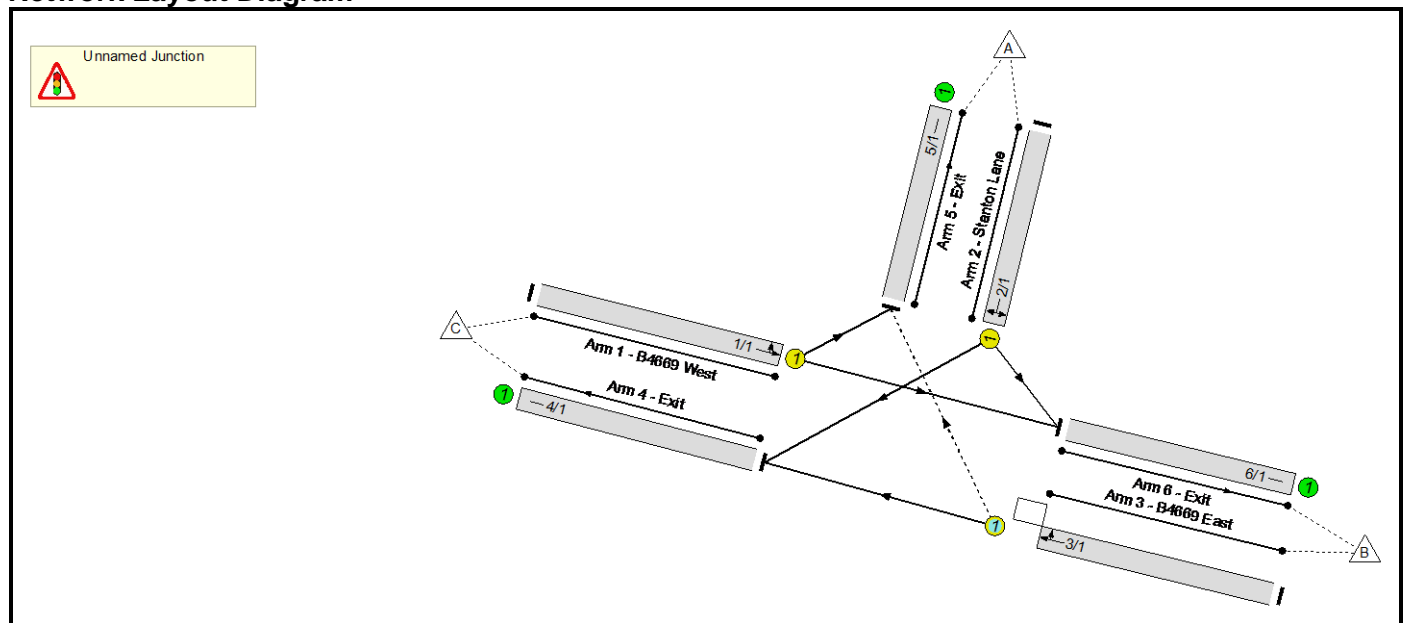 Network Layout Diagram
Unnamed Junction
A
1
5/1
Arm 5 - Exit
Arm 2 - Stanton Lane
2/1
1
C
1/1
1
Arm 1 - B4669 West
Arm 4 - Exit
1
4/1
6/1
1
Arm 6 - Exit
Arm 3 - B4669 East
1
3/1
B